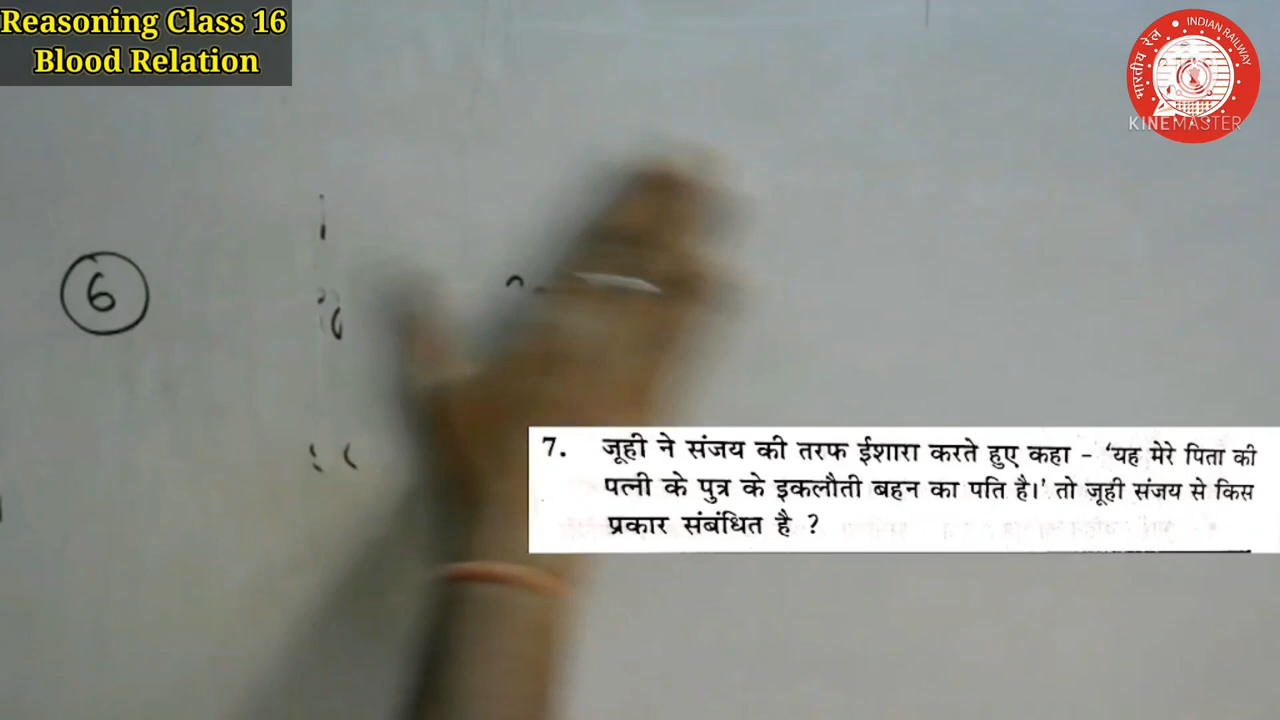 Reasoning Class 16
Blood Relation
भारतीय रेल
INDIAN RAILWAY
KINEMASTER
6
7. जूही ने संजय की तरफ ईशारा करते हुए कहा - ‘यह मेरे पिता की
पत्नी के पुत्र के इकलौती बहन का पति है।’ तो जूही संजय से किस
प्रकार संबंधित है ?